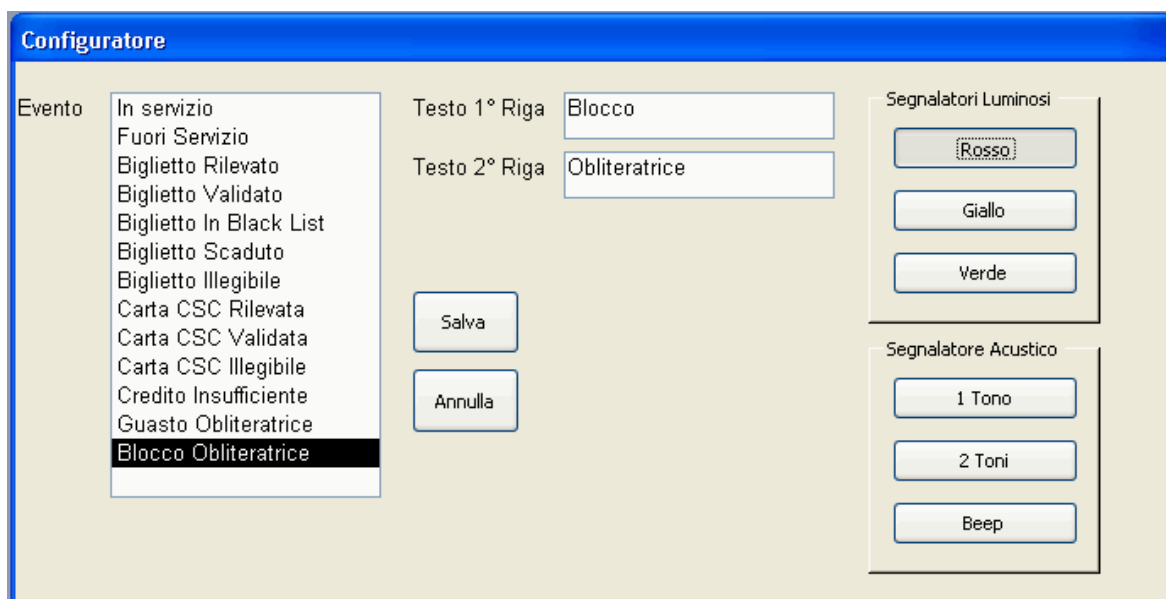 Configuratore
Evento
In servizio
Fuori Servizio
Biglietto Rilevato
Biglietto Validato
Biglietto In Black List
Biglietto Scaduto
Biglietto Illegibile
Carta CSC Rilevata
Carta CSC Validata
Carta CSC Illegibile
Credito Insufficiente
Guasto Obliteratrice
Blocco Obliteratrice
Testo 1° Riga Blocco
Testo 2° Riga Obliteratrice
Salva
Annulla
Segnalatori Luminosi
Rosso
Giallo
Verde
Segnalatore Acustico
1 Tono
2 Toni
Beep